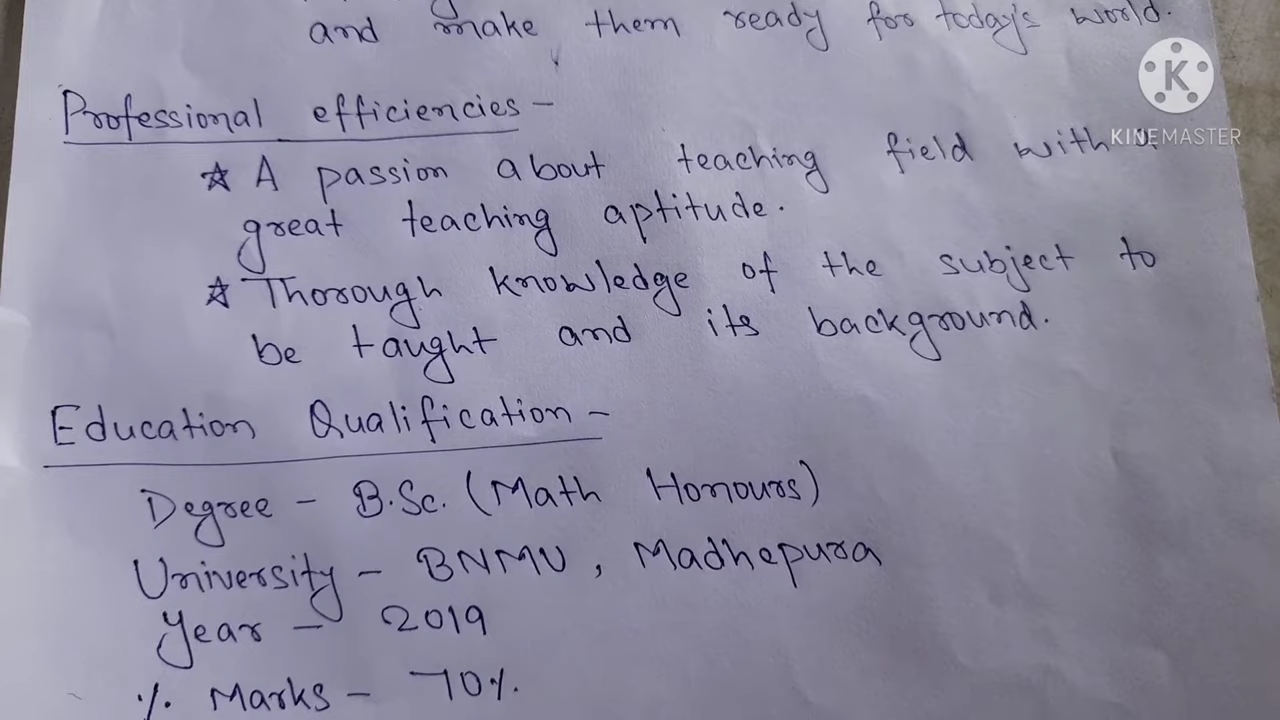 and make them ready for today's world.
Professional efficiencies -
☆ A passion about teaching field with a
great teaching aptitude.
☆ Thorough knowledge of the subject to
be taught and its background.
Education Qualification -
Degree - B.Sc. (Math Honours)
University - BNMU, Madhepura
Year - 2019
% Marks - 70%.
K
KINEMASTER